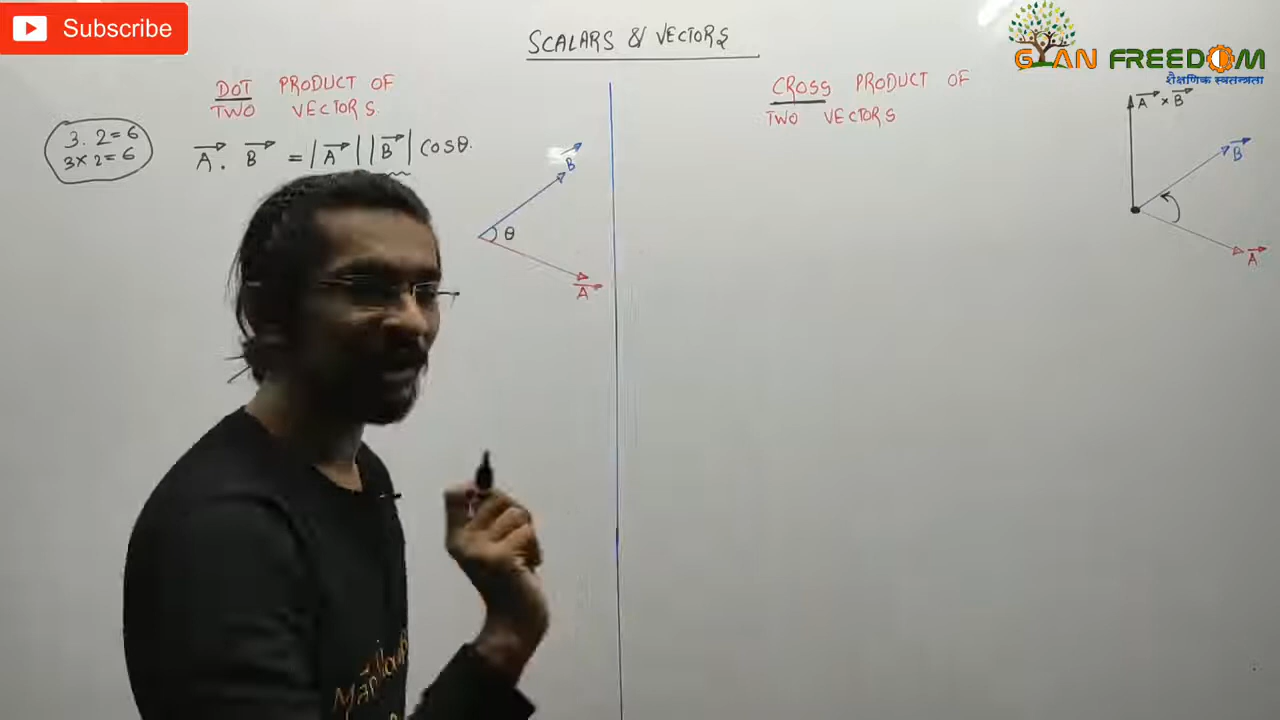 Subscribe
SCALARS & VECTORS
GYAN FREEDOM
शैक्षणिक स्वतन्त्रता
DOT PRODUCT OF
TWO VECTORS.
3. 2=6
3×2=6
A⃗. B⃗ = |A⃗||B⃗| cosθ.
B⃗
θ
A⃗
CROSS PRODUCT OF
TWO VECTORS
A⃗ × B⃗
B⃗
A⃗